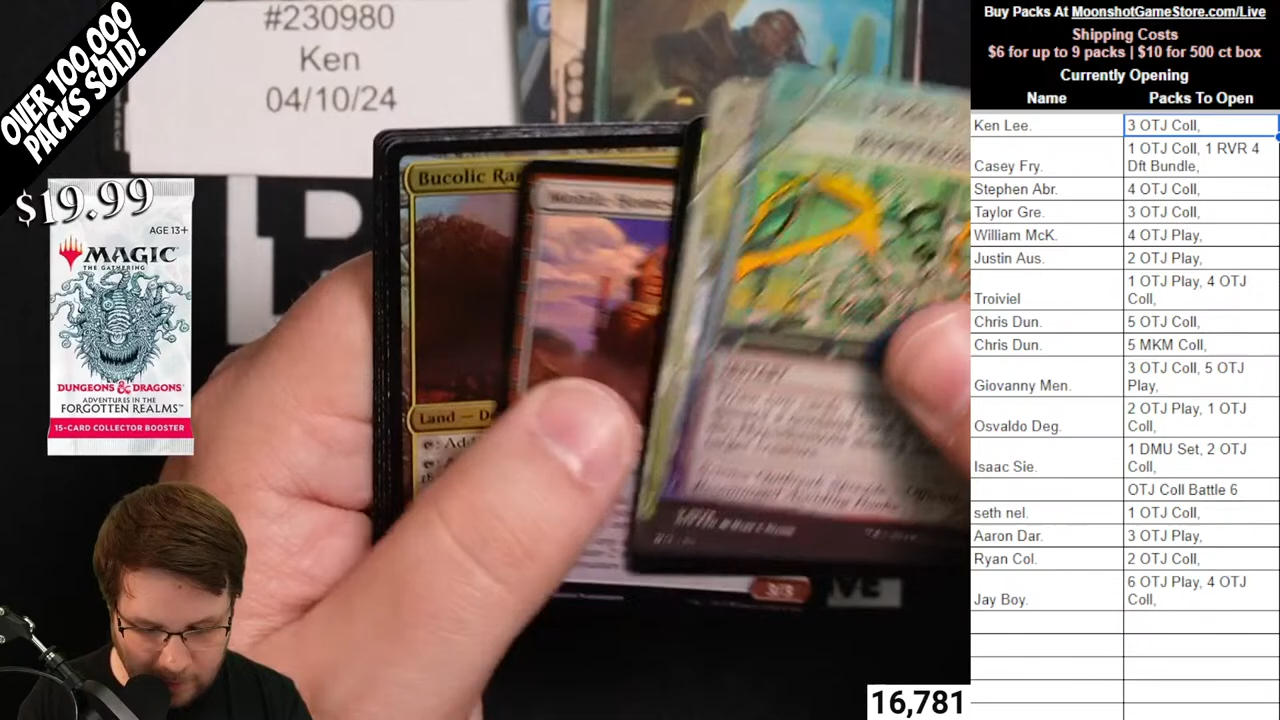 OVER 100,000
PACKS SOLD!
$19.99
AGE 13+
MAGIC
THE GATHERING
DUNGEONS & DRAGONS
ADVENTURES IN THE
FORGOTTEN REALMS™
15-CARD COLLECTOR BOOSTER
#230980
Ken
04/10/24
Bucolic Ra
Land — De
: Add
3/3
16,781
Buy Packs At MoonshotGameStore.com/Live
Shipping Costs
$6 for up to 9 packs | $10 for 500 ct box
Currently Opening
Name Packs To Open
Ken Lee. 3 OTJ Coll,
Casey Fry. 1 OTJ Coll, 1 RVR 4
Dft Bundle,
Stephen Abr. 4 OTJ Coll,
Taylor Gre. 3 OTJ Coll,
William McK. 4 OTJ Play,
Justin Aus. 2 OTJ Play,
Troiviel 1 OTJ Play, 4 OTJ
Coll,
Chris Dun. 5 OTJ Coll,
Chris Dun. 5 MKM Coll,
Giovanny Men. 3 OTJ Coll, 5 OTJ
Play,
Osvaldo Deg. 2 OTJ Play, 1 OTJ
Coll,
Isaac Sie. 1 DMU Set, 2 OTJ
Coll,
OTJ Coll Battle 6
seth nel. 1 OTJ Coll,
Aaron Dar. 3 OTJ Play,
Ryan Col. 2 OTJ Coll,
Jay Boy. 6 OTJ Play, 4 OTJ
Coll,